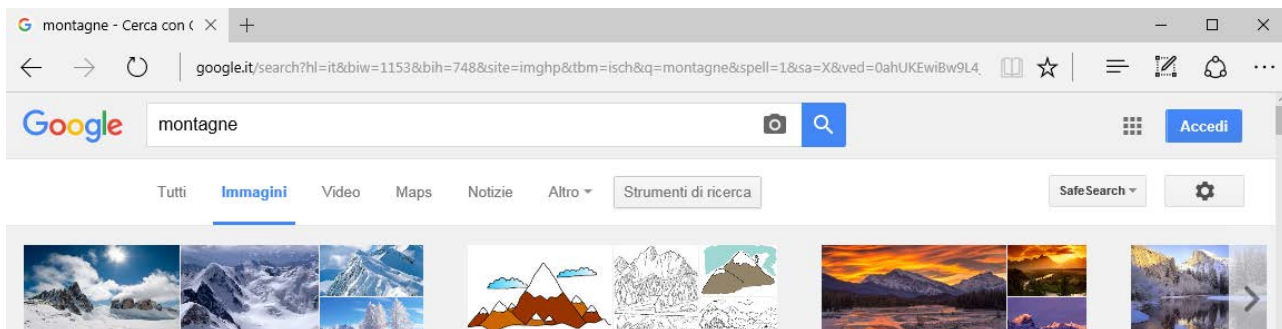 montagne - Cerca con G
google.it/search?hl=it&biw=1153&bih=748&site=imghp&tbm=isch&q=montagne&spell=1&sa=X&ved=0ahUKEwiBw9L4
Google montagne Accedi
Tutti Immagini Video Maps Notizie Altro Strumenti di ricerca SafeSearch